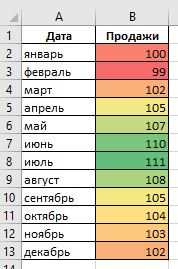 A B
1 Дата Продажи
2 январь 100
3 февраль 99
4 март 102
5 апрель 105
6 май 107
7 июнь 110
8 июль 111
9 август 108
10 сентябрь 105
11 октябрь 104
12 ноябрь 103
13 декабрь 102